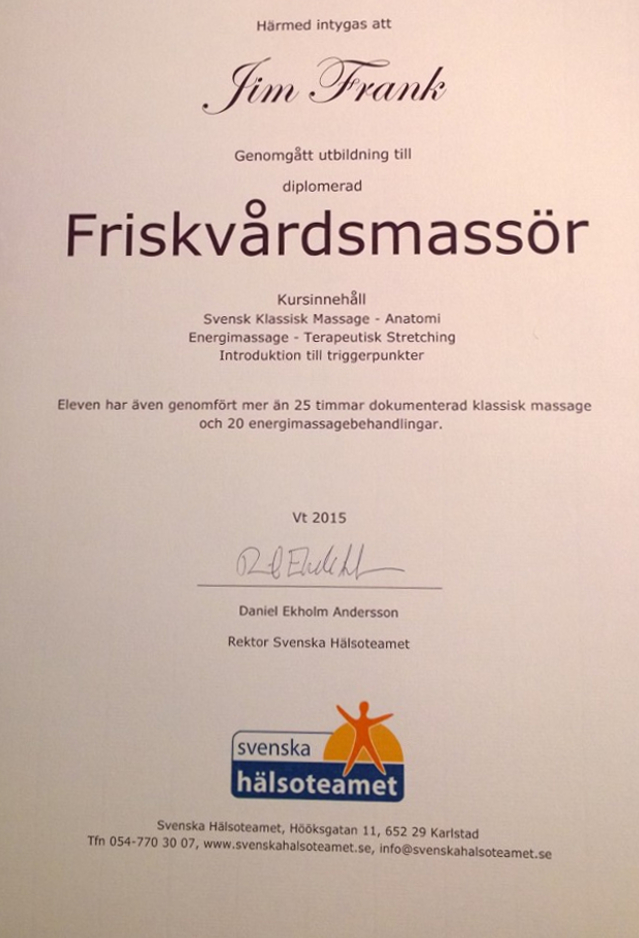 Härmed intygas att
Jim Frank
Genomgått utbildning till
diplomerad
Friskvårdsmassör
Kursinnehåll
Svensk Klassisk Massage - Anatomi
Energimassage - Terapeutisk Stretching
Introduktion till triggerpunkter
Eleven har även genomfört mer än 25 timmar dokumenterad klassisk massage
och 20 energimassagebehandlingar.
Vt 2015
Daniel Ekholm Andersson
Rektor Svenska Hälsoteamet
svenska
hälsoteamet
Svenska Hälsoteamet, Hööksgatan 11, 652 29 Karlstad
Tfn 054-770 30 07, www.svenskahalsoteamet.se, info@svenskahalsoteamet.se